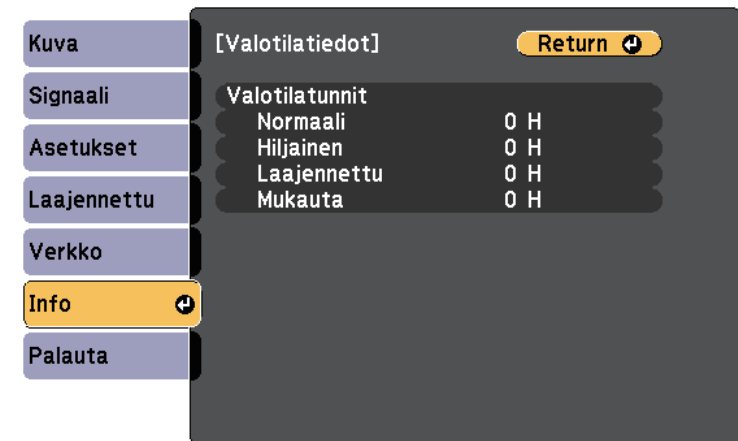 Kuva
Signaali
Asetukset
Laajennettu
Verkko
Info
Palauta
[Valotilatiedot] Return
Valotilatunnit
Normaali 0 H
Hiljainen 0 H
Laajennettu 0 H
Mukauta 0 H